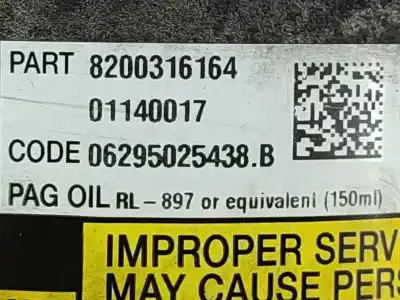 PART 8200316164
01140017
CODE 06295025438.B
PAG OIL RL-897 or equivalent (150ml)
IMPROPER SERV
MAY CAUSE PERS